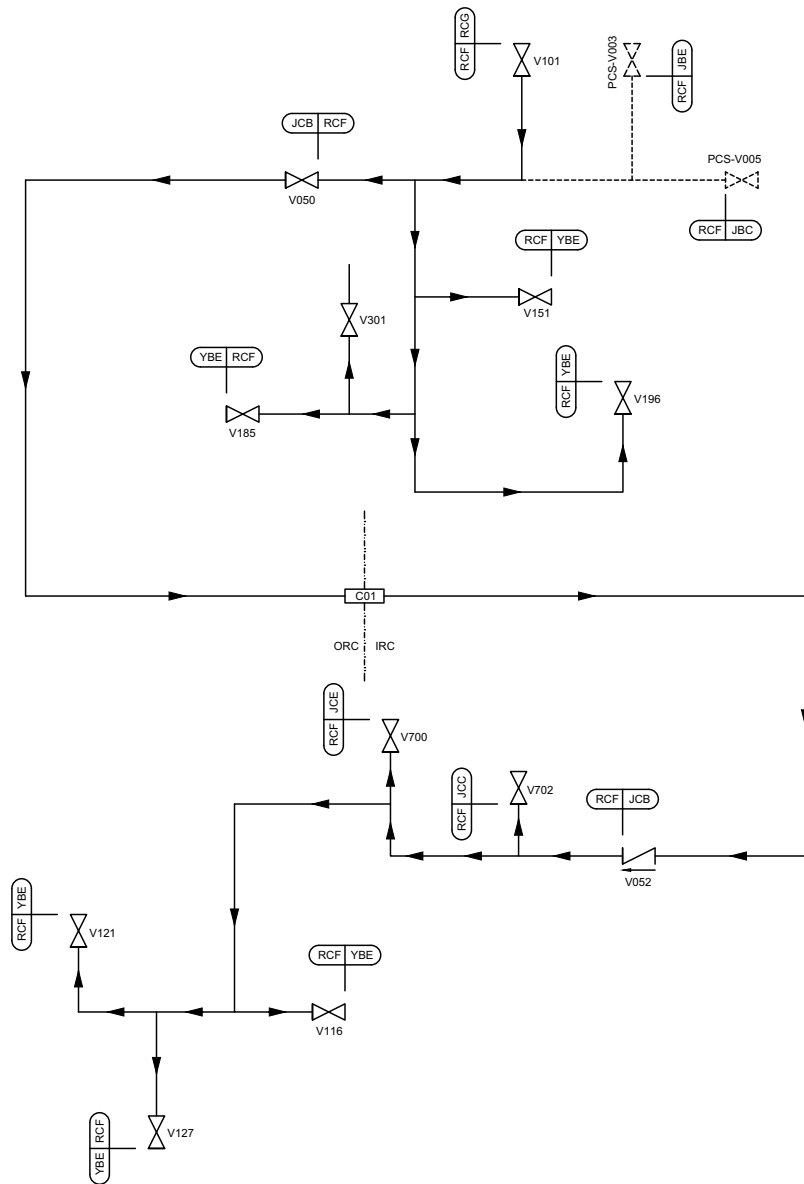 RCF RCG
V101
PCS-V003
RCF JBE
JCB RCF
V050
PCS-V005
RCF JBC
RCF YBE
V151
V301
YBE RCF
V185
RCF YBE
V196
C01
ORC IRC
RCF JCE
V700
RCF JCC
V702
RCF JCB
V052
RCF YBE
V121
RCF YBE
V116
YBE RCF
V127